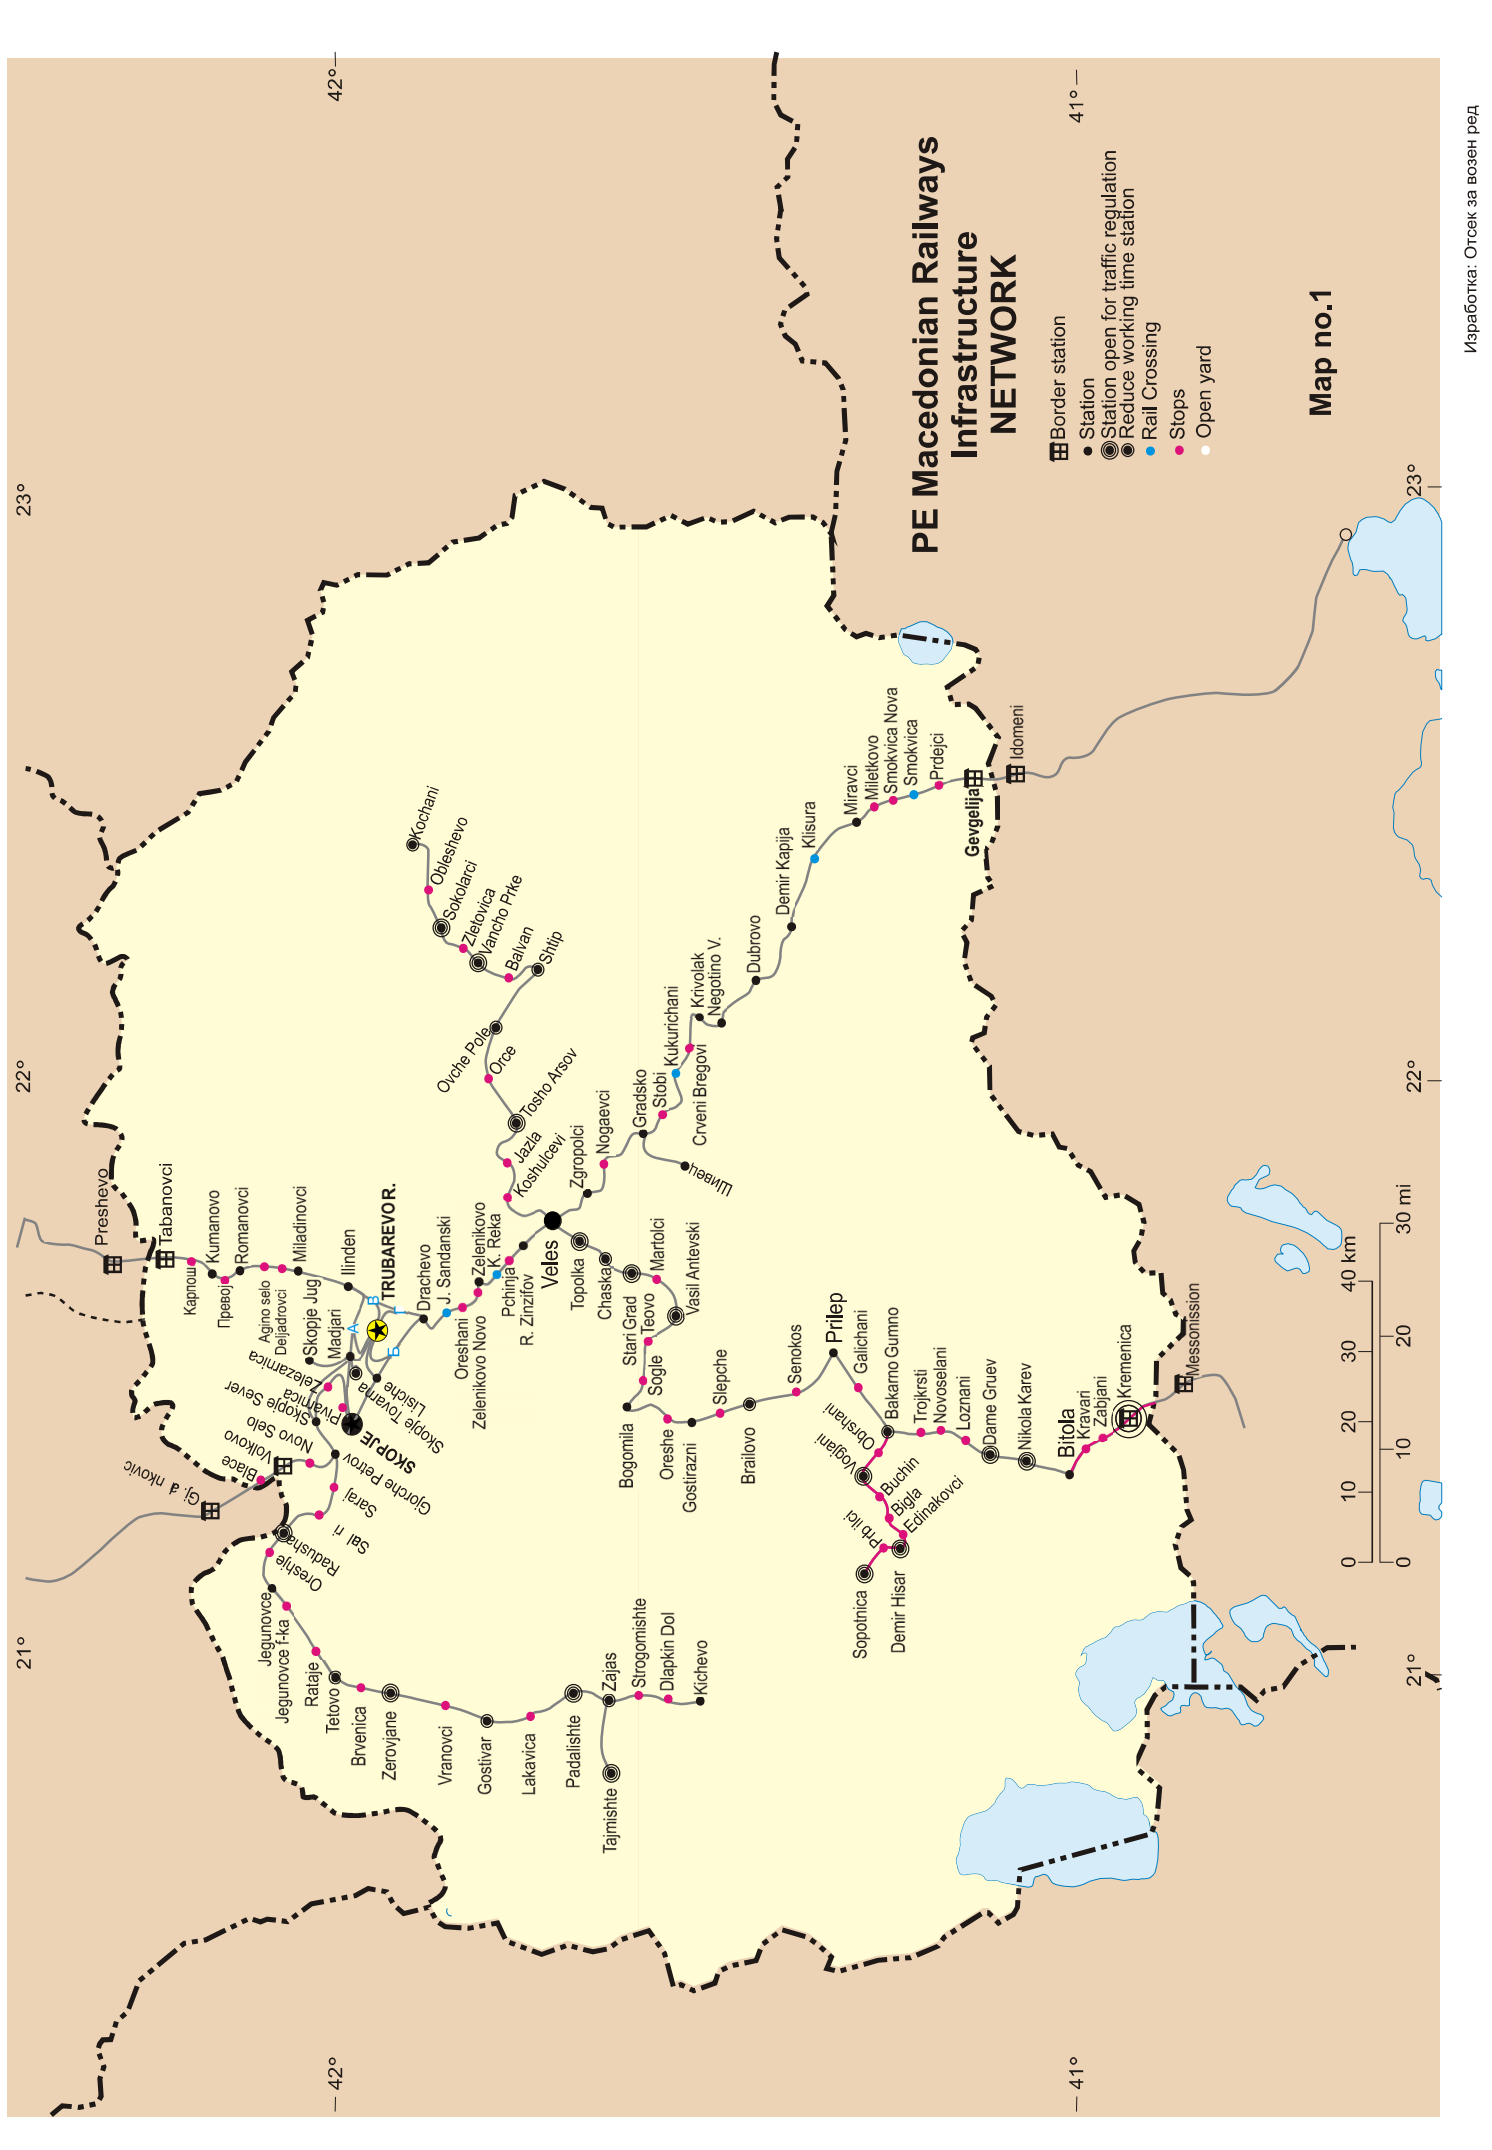 PE Macedonian Railways
Infrastructure
NETWORK
Border station
Station
Station open for traffic regulation
Reduce working time station
Rail Crossing
Stops
Open yard
Map no.1
Изработка: Отсек за возен ред
42°
41°
23°
22°
21°
42°
41°
23°
22°
21°
Preshevo
Tabanovci
Карпош
Kumanovo
Превој
Romanovci
Agino selo
Deljadrovci
Miladinovci
Ilinden
Skopje Jug
Madjari
TRUBAREVO R.
А
В
Г
Б
Zelezarnica
Pivarnica
Skopje Sever
Novo Selo
Volkovo
Blace
Skopje Tovarna
Lisiche
SKOPJE
Gjorche Petrov
Saraj
Radusha
Oreshje
Jegunovce
Jegunovce f-ka
Rataje
Tetovo
Brvenica
Zerovjane
Vranovci
Gostivar
Lakavica
Padalishte
Zajas
Tajmishte
Strogomishte
Dlapkin Dol
Kichevo
Drachevo
J. Sandanski
Oreshani
Zelenikovo Novo
Zelenikovo
K. Reka
Pchinja
R. Zinzifov
Veles
Koshulcevi
Jazla
Tosho Arsov
Orce
Ovche Pole
Shtip
Balvan
Vancho Prke
Zletovica
Sokolarci
Obleshevo
Kochani
Zgropolci
Nogaevci
Gradsko
Шивец
Stobi
Kukurichani
Crveni Bregovi
Krivolak
Negotino V.
Dubrovo
Demir Kapija
Klisura
Miravci
Miletkovo
Smokvica Nova
Smokvica
Prdejci
Gevgelija
Idomeni
Topolka
Chaska
Stari Grad
Martolci
Vasil Antevski
Teovo
Sogle
Bogomila
Oreshe
Gostirazni
Slepche
Brailovo
Senokos
Prilep
Galichani
Bakarno Gumno
Obrshani
Vogjani
Buchin
Bigla
Edinakovci
Demir Hisar
Sopotnica
Trojkrsti
Novoselani
Loznani
Dame Gruev
Nikola Karev
Bitola
Kravari
Zabjani
Kremenica
Messonission
0 10 20 30 40 km
0 10 20 30 mi